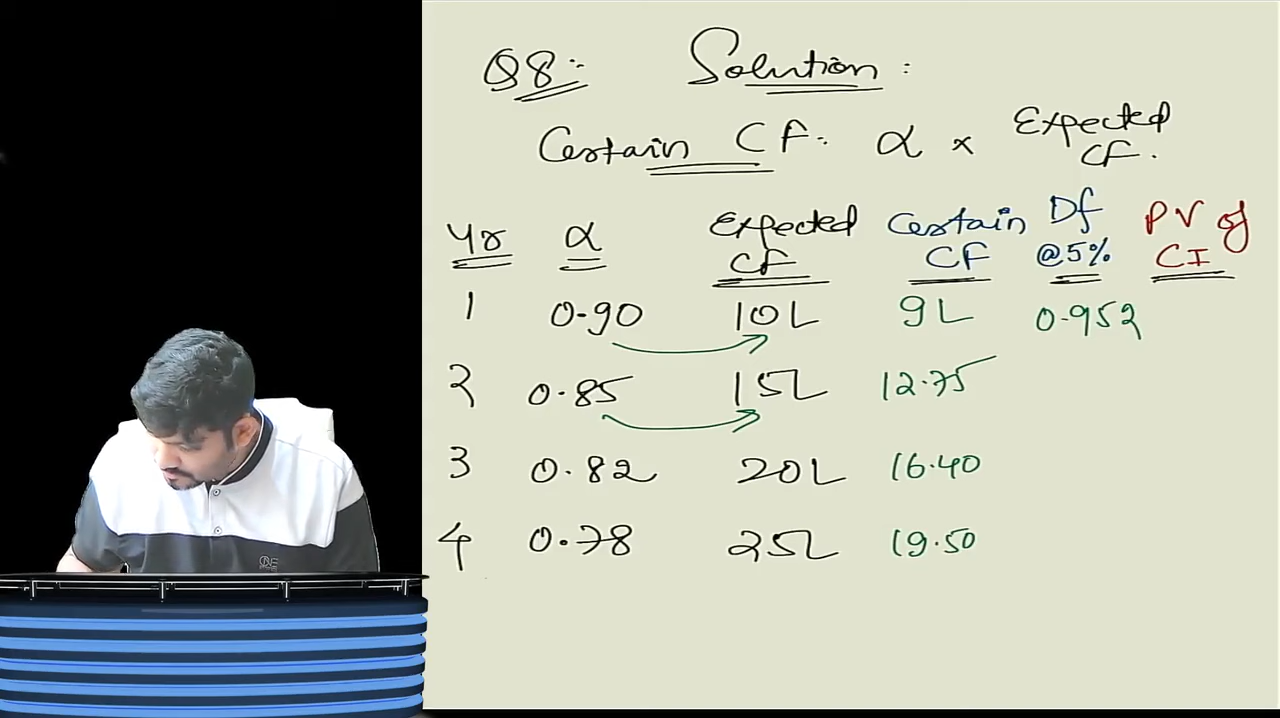 Q8:- Solution:
Certain CF: α × Expected CF.
Yr α Expected CF Certain CF Df @5% PV of CI
1 0.90 10L 9L 0.952
2 0.85 15L 12.75
3 0.82 20L 16.40
4 0.78 25L 19.50